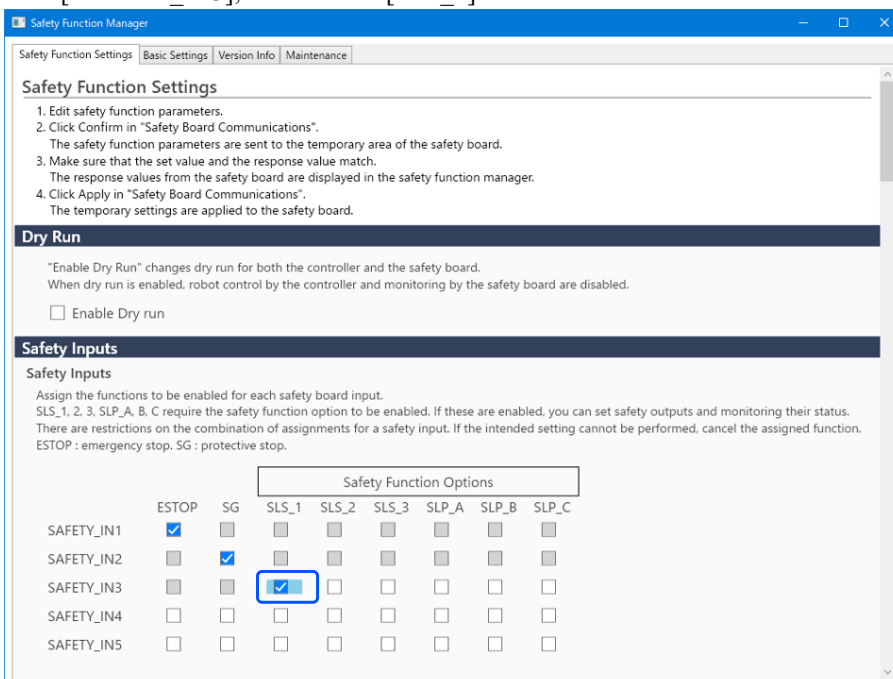 Safety Function Manager
Safety Function Settings Basic Settings Version Info Maintenance
Safety Function Settings
1. Edit safety function parameters.
2. Click Confirm in "Safety Board Communications".
The safety function parameters are sent to the temporary area of the safety board.
3. Make sure that the set value and the response value match.
The response values from the safety board are displayed in the safety function manager.
4. Click Apply in "Safety Board Communications".
The temporary settings are applied to the safety board.
Dry Run
"Enable Dry Run" changes dry run for both the controller and the safety board.
When dry run is enabled, robot control by the controller and monitoring by the safety board are disabled.
Enable Dry run
Safety Inputs
Safety Inputs
Assign the functions to be enabled for each safety board input.
SLS_1, 2, 3, SLP_A, B, C require the safety function option to be enabled. If these are enabled, you can set safety outputs and monitoring their status.
There are restrictions on the combination of assignments for a safety input. If the intended setting cannot be performed, cancel the assigned function.
ESTOP : emergency stop. SG : protective stop.
Safety Function Options
ESTOP SG SLS_1 SLS_2 SLS_3 SLP_A SLP_B SLP_C
SAFETY_IN1
SAFETY_IN2
SAFETY_IN3
SAFETY_IN4
SAFETY_IN5